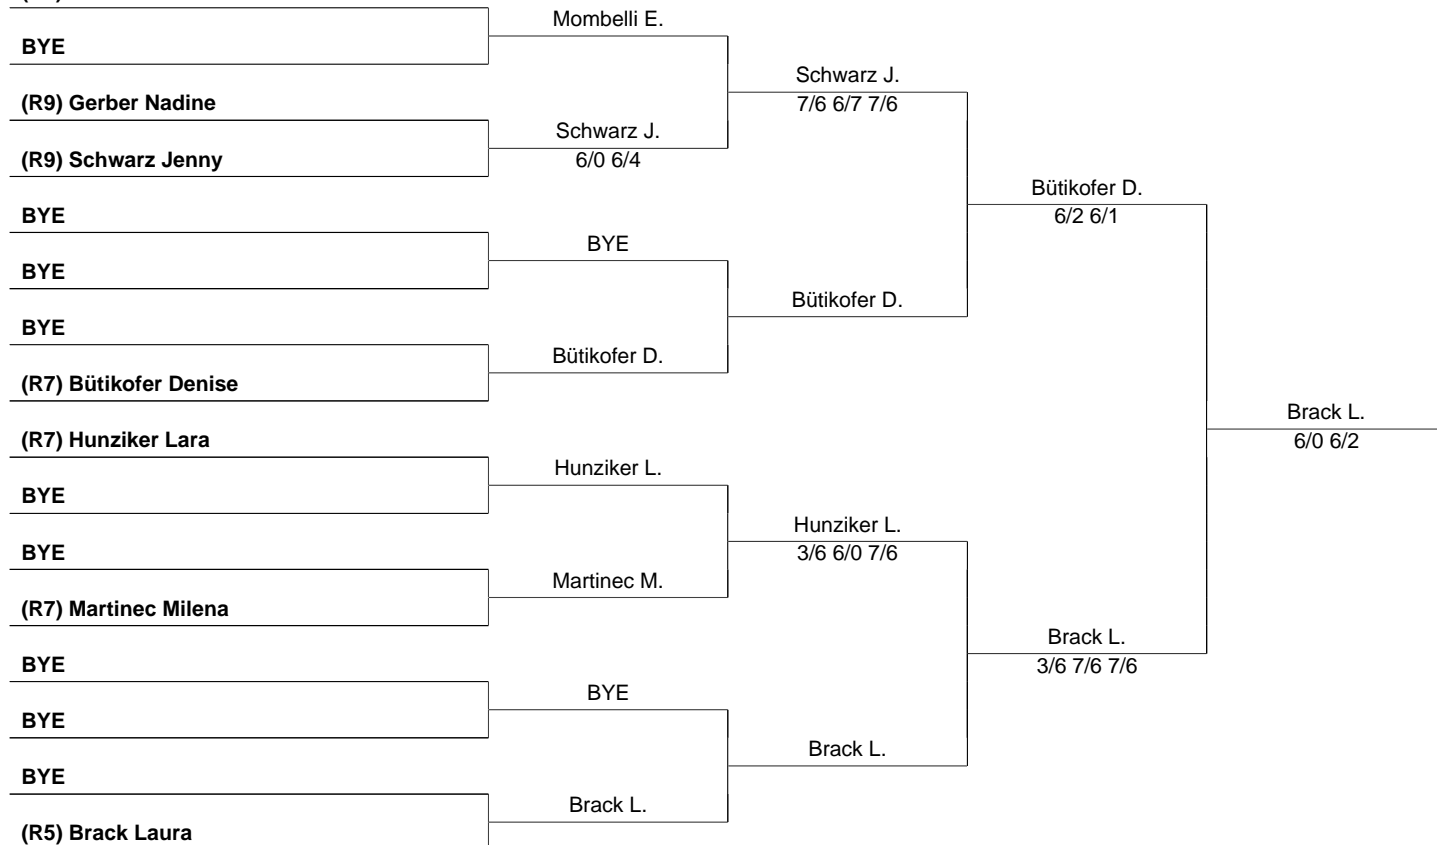 BYE
(R9) Gerber Nadine
(R9) Schwarz Jenny
BYE
BYE
BYE
(R7) Bütikofer Denise
(R7) Hunziker Lara
BYE
BYE
(R7) Martinec Milena
BYE
BYE
BYE
(R5) Brack Laura
Mombelli E.
Schwarz J.
6/0 6/4
BYE
Bütikofer D.
Hunziker L.
Martinec M.
BYE
Brack L.
Schwarz J.
7/6 6/7 7/6
Bütikofer D.
Hunziker L.
3/6 6/0 7/6
Brack L.
Bütikofer D.
6/2 6/1
Brack L.
3/6 7/6 7/6
Brack L.
6/0 6/2